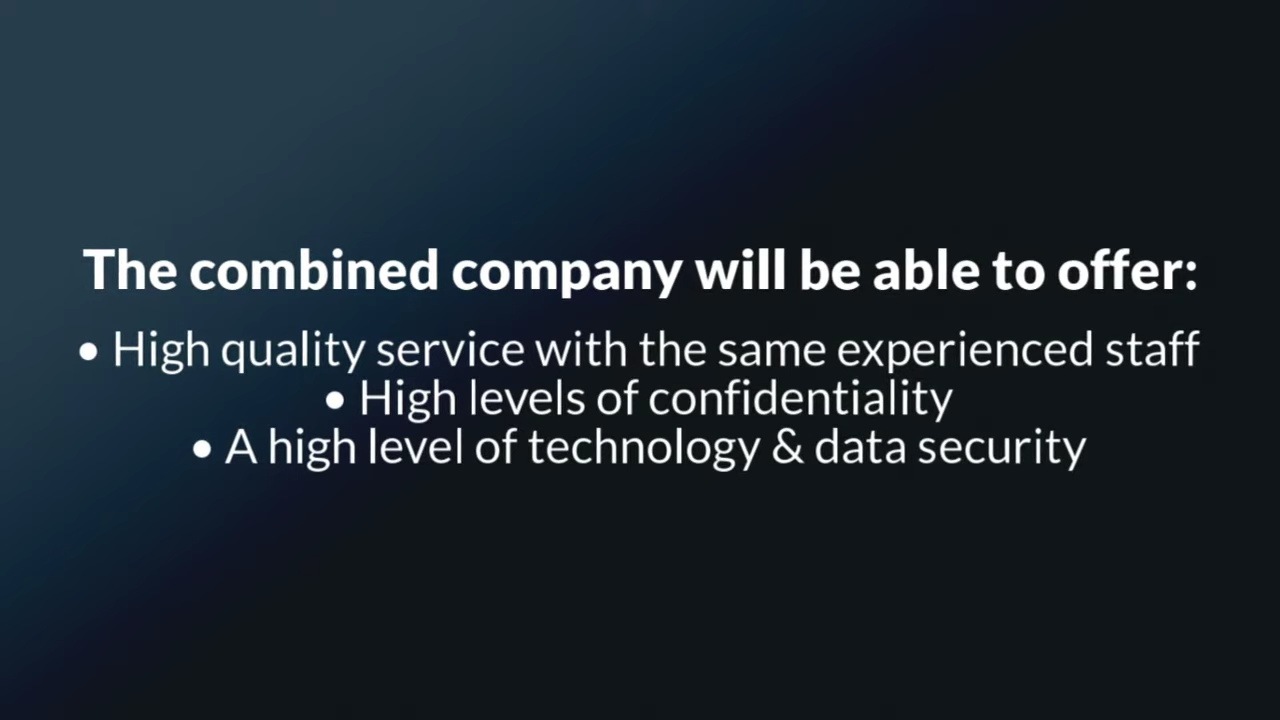 The combined company will be able to offer:
• High quality service with the same experienced staff
• High levels of confidentiality
• A high level of technology & data security